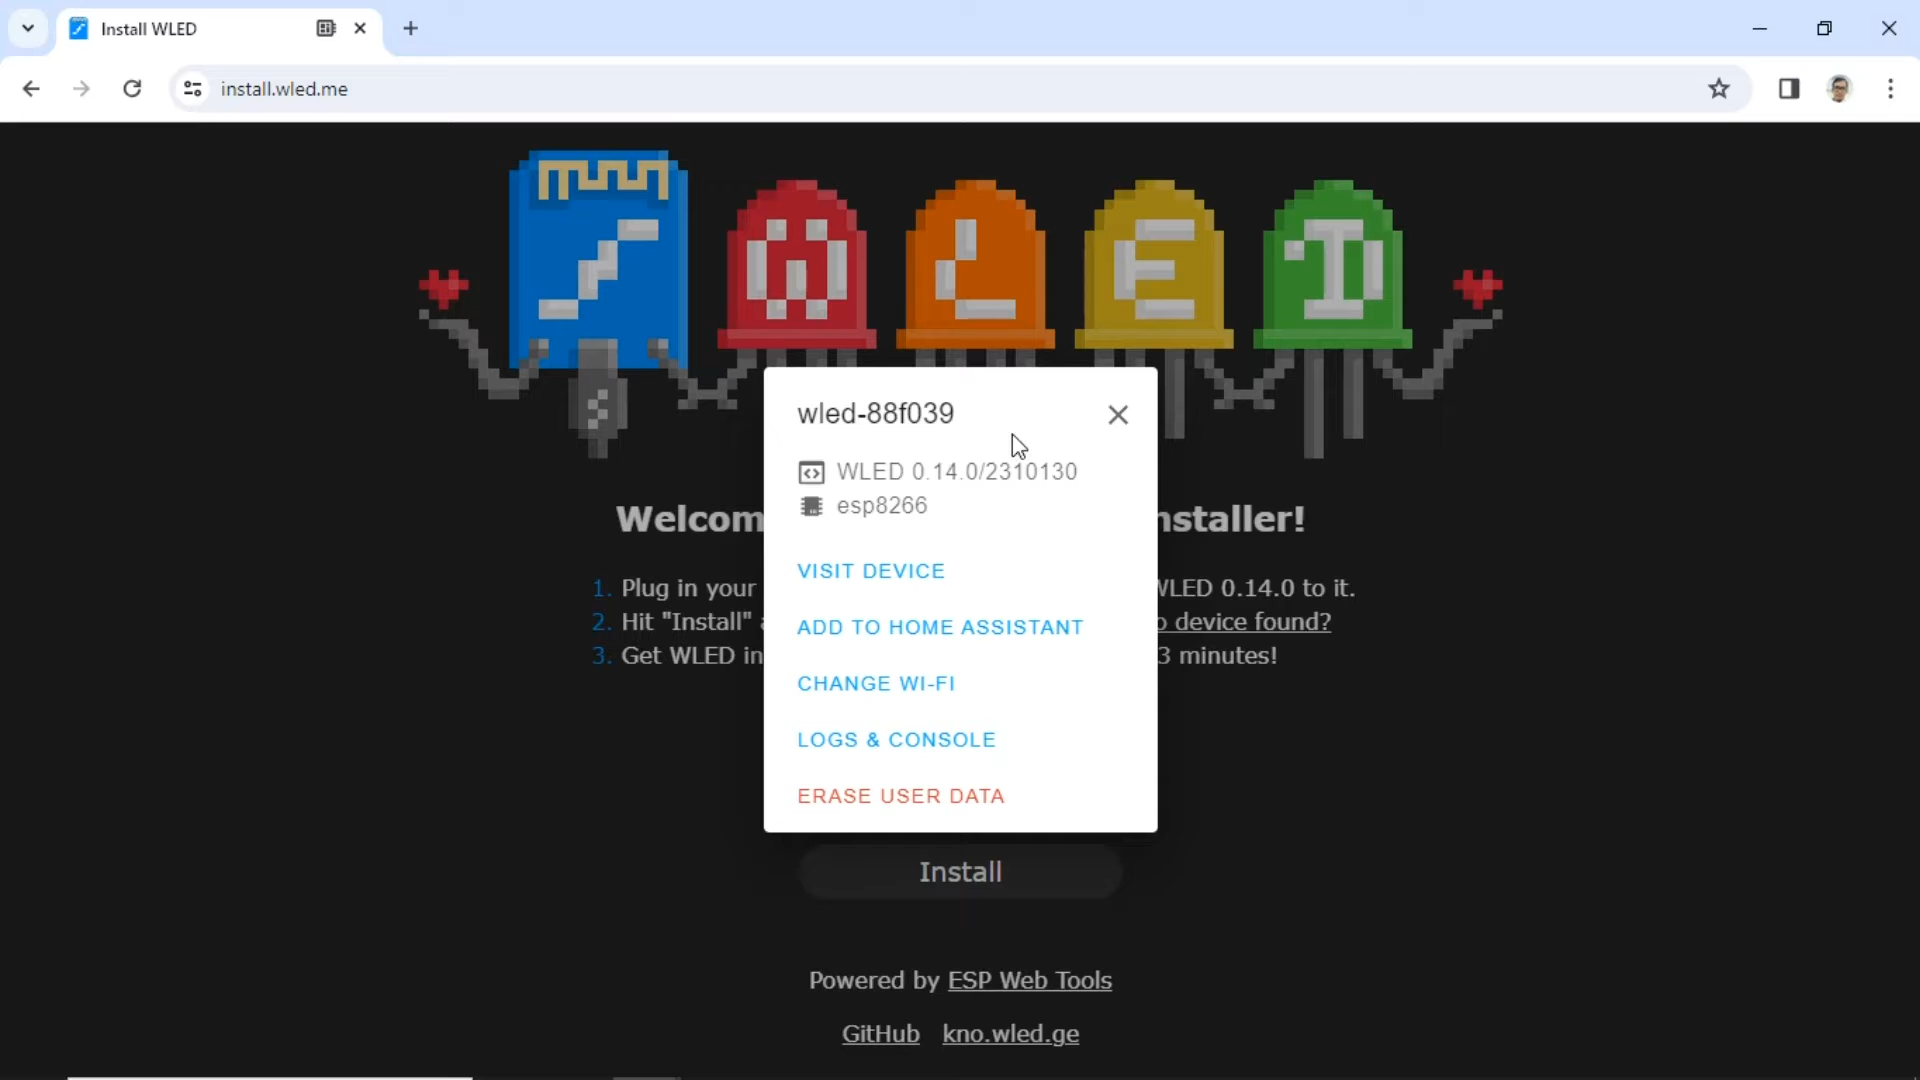 Install WLED
install.wled.me
W L E D
wled-88f039
WLED 0.14.0/2310130
esp8266
Welcom nstaller!
1. Plug in your WLED 0.14.0 to it.
2. Hit "Install" o device found?
3. Get WLED in 3 minutes!
VISIT DEVICE
ADD TO HOME ASSISTANT
CHANGE WI-FI
LOGS & CONSOLE
ERASE USER DATA
Install
Powered by ESP Web Tools
GitHub kno.wled.ge